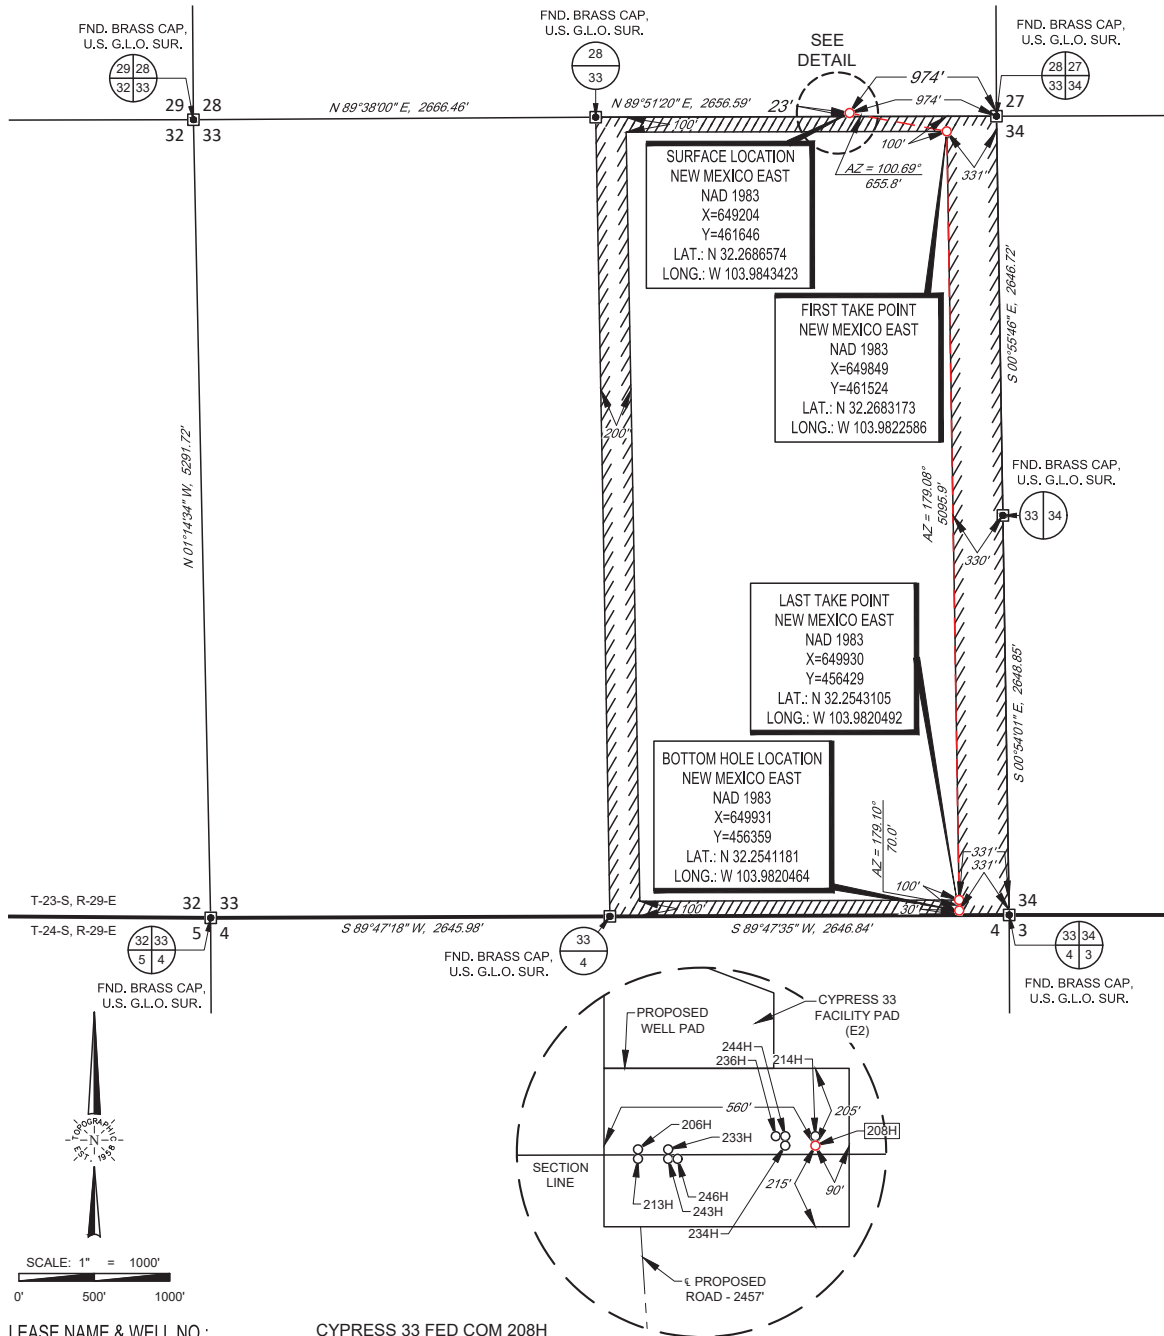 FND. BRASS CAP,
U.S. G.L.O. SUR.
29 28
32 33
29 28
32 33
N 89°38'00" E, 2666.46'
FND. BRASS CAP,
U.S. G.L.O. SUR.
28
33
N 89°51'20" E, 2656.59'
SEE
DETAIL
23'
974'
974'
FND. BRASS CAP,
U.S. G.L.O. SUR.
28 27
33 34
27
34
100'
100'
331'
AZ = 100.69°
655.8'
SURFACE LOCATION
NEW MEXICO EAST
NAD 1983
X=649204
Y=461646
LAT.: N 32.2686574
LONG.: W 103.9843423
FIRST TAKE POINT
NEW MEXICO EAST
NAD 1983
X=649849
Y=461524
LAT.: N 32.2683173
LONG.: W 103.9822586
S 00°55'46" E, 2646.72'
N 01°14'34" W, 5291.72'
200'
AZ = 179.08°
5095.9'
330'
FND. BRASS CAP,
U.S. G.L.O. SUR.
33 34
LAST TAKE POINT
NEW MEXICO EAST
NAD 1983
X=649930
Y=456429
LAT.: N 32.2543105
LONG.: W 103.9820492
S 00°54'01" E, 2648.85'
BOTTOM HOLE LOCATION
NEW MEXICO EAST
NAD 1983
X=649931
Y=456359
LAT.: N 32.2541181
LONG.: W 103.9820464
AZ = 179.10°
70.0'
331'
331'
100'
100'
30'
T-23-S, R-29-E
T-24-S, R-29-E
32 33
5 4
S 89°47'18" W, 2645.98'
S 89°47'35" W, 2646.84'
34
4 3
32 33
5 4
FND. BRASS CAP,
U.S. G.L.O. SUR.
FND. BRASS CAP,
U.S. G.L.O. SUR.
33
4
33 34
4 3
FND. BRASS CAP,
U.S. G.L.O. SUR.
PROPOSED
WELL PAD
CYPRESS 33
FACILITY PAD
(E2)
244H
236H
214H
560'
205'
206H
233H
208H
SECTION
LINE
215'
90'
213H
246H
243H
234H
℄ PROPOSED
ROAD - 2457'
TOPOGRAPHIC
N
EST. 1958
SCALE: 1" = 1000'
0' 500' 1000'
LEASE NAME & WELL NO.: CYPRESS 33 FED COM 208H